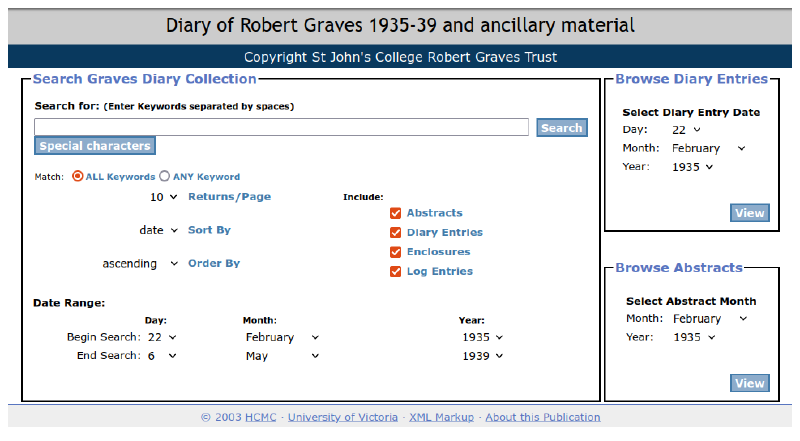 Diary of Robert Graves 1935-39 and ancillary material
Copyright St John's College Robert Graves Trust
Search Graves Diary Collection
Search for: (Enter Keywords separated by spaces)
Search
Special characters
Match: ALL Keywords ANY Keyword
10 Returns/Page
Include:
Abstracts
date Sort By
Diary Entries
Enclosures
ascending Order By
Log Entries
Date Range:
Day: Month: Year:
Begin Search: 22 February 1935
End Search: 6 May 1939
Browse Diary Entries
Select Diary Entry Date
Day: 22
Month: February
Year: 1935
View
Browse Abstracts
Select Abstract Month
Month: February
Year: 1935
View
© 2003 HCMC - University of Victoria - XML Markup - About this Publication